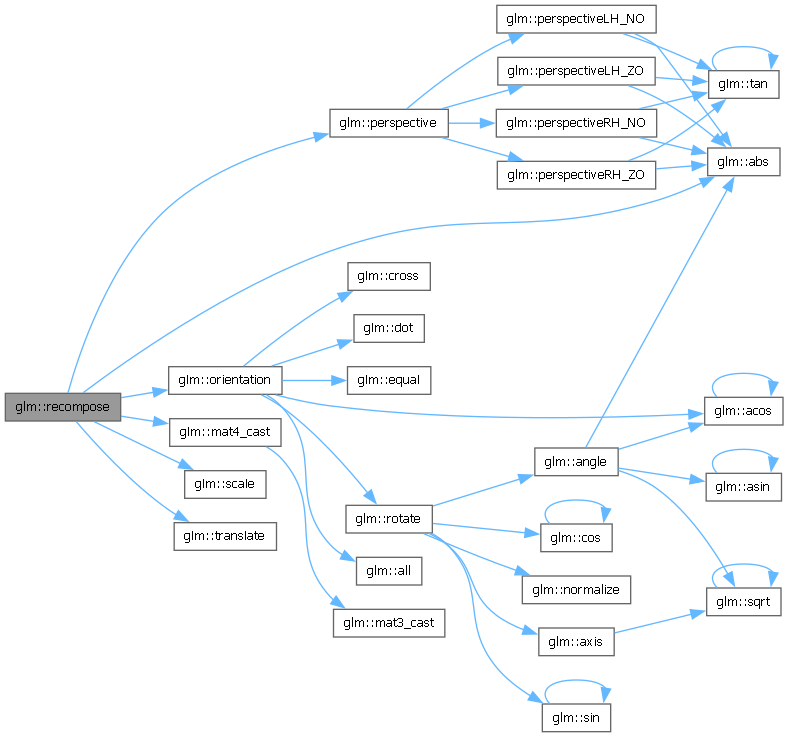 glm::perspectiveLH_NO
glm::perspectiveLH_ZO
glm::tan
glm::perspective
glm::perspectiveRH_NO
glm::abs
glm::perspectiveRH_ZO
glm::cross
glm::dot
glm::orientation
glm::equal
glm::recompose
glm::acos
glm::mat4_cast
glm::angle
glm::scale
glm::asin
glm::rotate
glm::translate
glm::cos
glm::all
glm::normalize
glm::sqrt
glm::mat3_cast
glm::axis
glm::sin